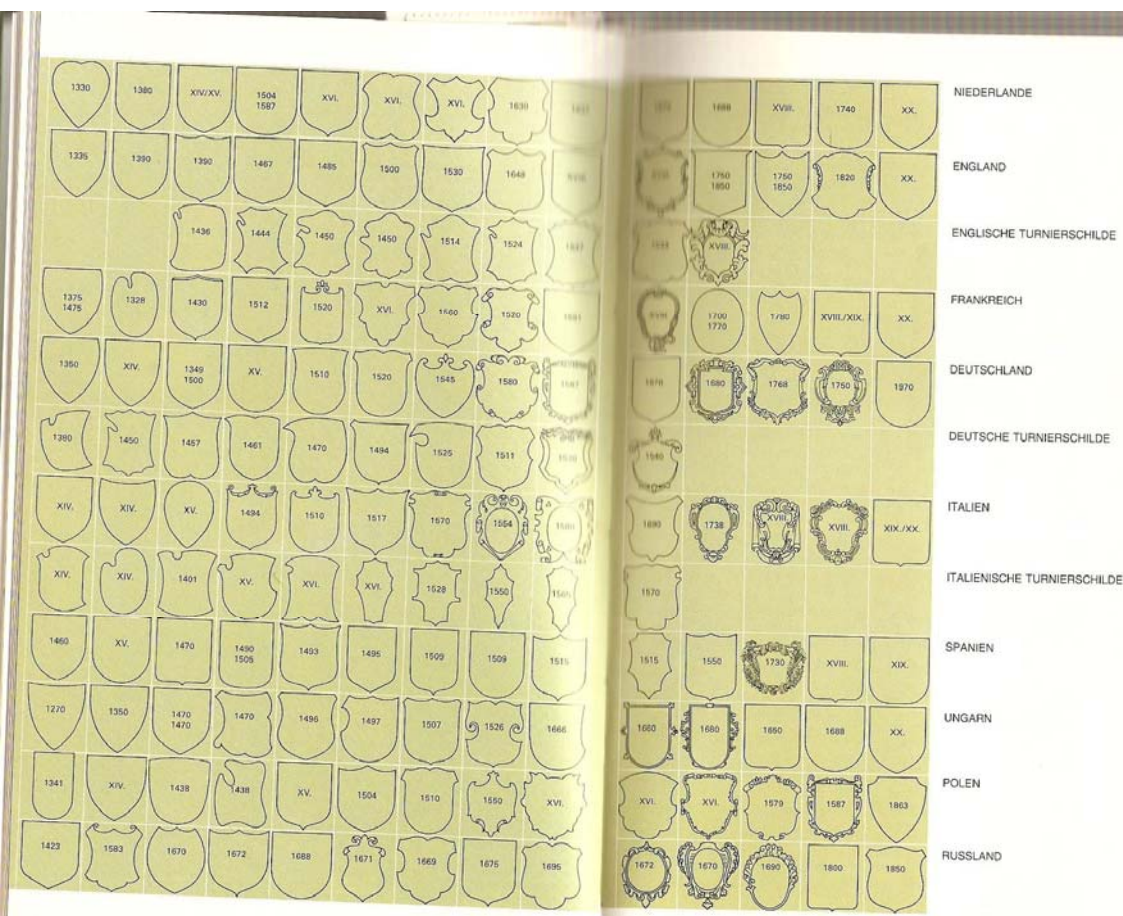 1330 1380 XIV/XV. 1504 1587 XVI. XVI. XVI. 1630 1688 XVIII. 1740 XX. NIEDERLANDE
1335 1390 1390 1467 1485 1500 1530 1648 1750 1850 1750 1850 1820 XX. ENGLAND
1436 1444 1450 1450 1514 1524 XVIII. ENGLISCHE TURNIERSCHILDE
1375 1475 1328 1430 1512 1520 XVI. 1560 1520 1700 1770 1780 XVIII./XIX. XX. FRANKREICH
1350 XIV. 1349 1500 XV. 1510 1520 1545 1580 1680 1768 1750 1970 DEUTSCHLAND
1380 1450 1457 1461 1470 1494 1525 1511 1540 DEUTSCHE TURNIERSCHILDE
XIV. XIV. XV. 1494 1510 1517 1570 1554 1690 1738 XVIII. XVIII. XIX./XX. ITALIEN
XIV. XIV. 1401 XV. XVI. XVI. 1528 1550 1570 ITALIENISCHE TURNIERSCHILDE
1460 XV. 1470 1490 1505 1493 1495 1509 1509 1515 1515 1550 1730 XVIII. XIX. SPANIEN
1270 1350 1470 1470 1470 1496 1497 1507 1526 1666 1660 1680 1650 1688 XX. UNGARN
1341 XIV. 1438 1438 XV. 1504 1510 1550 XVI. XVI. XVI. 1579 1587 1863 POLEN
1423 1583 1670 1672 1688 1671 1669 1675 1695 1672 1670 1690 1800 1850 RUSSLAND